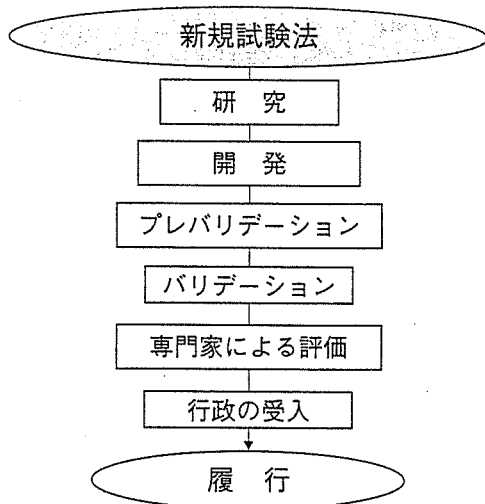 新規試験法
研　究
開　発
プレバリデーション
バリデーション
専門家による評価
行政の受入
履　行